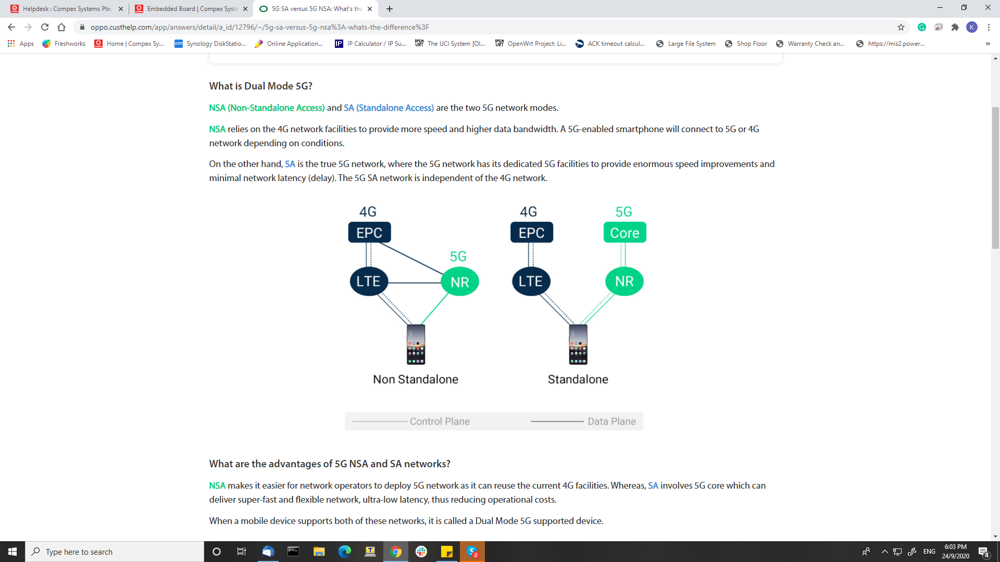 Helpdesk : Compex Systems Pte.
Embedded Board | Compex Syste
5G SA versus 5G NSA: What's the
oppo.custhelp.com/app/answers/detail/a_id/12796/~/5g-sa-versus-5g-nsa%3A-whats-the-difference%3F
K
Apps
Freshworks
Home | Compex Sy...
DSM
Synology DiskStatio...
Online Application...
IP
IP Calculator / IP Su...
OPEN WRT
The UCI System [Ol...
OPEN WRT
OpenWrt Project: Li...
ACK timeout calcul...
Large File System
Shop Floor
Warranty Check an...
https://mis2.power...
»
What is Dual Mode 5G?
NSA (Non-Standalone Access) and SA (Standalone Access) are the two 5G network modes.
NSA relies on the 4G network facilities to provide more speed and higher data bandwidth. A 5G-enabled smartphone will connect to 5G or 4G
network depending on conditions.
On the other hand, SA is the true 5G network, where the 5G network has its dedicated 5G facilities to provide enormous speed improvements and
minimal network latency (delay). The 5G SA network is independent of the 4G network.
4G
EPC
5G
LTE
NR
Non Standalone
4G
EPC
5G
Core
LTE
NR
Standalone
Control Plane
Data Plane
What are the advantages of 5G NSA and SA networks?
NSA makes it easier for network operators to deploy 5G network as it can reuse the current 4G facilities. Whereas, SA involves 5G core which can
deliver super-fast and flexible network, ultra-low latency, thus reducing operational costs.
When a mobile device supports both of these networks, it is called a Dual Mode 5G supported device.
Type here to search
T
S
2
ENG
6:03 PM
24/9/2020
4